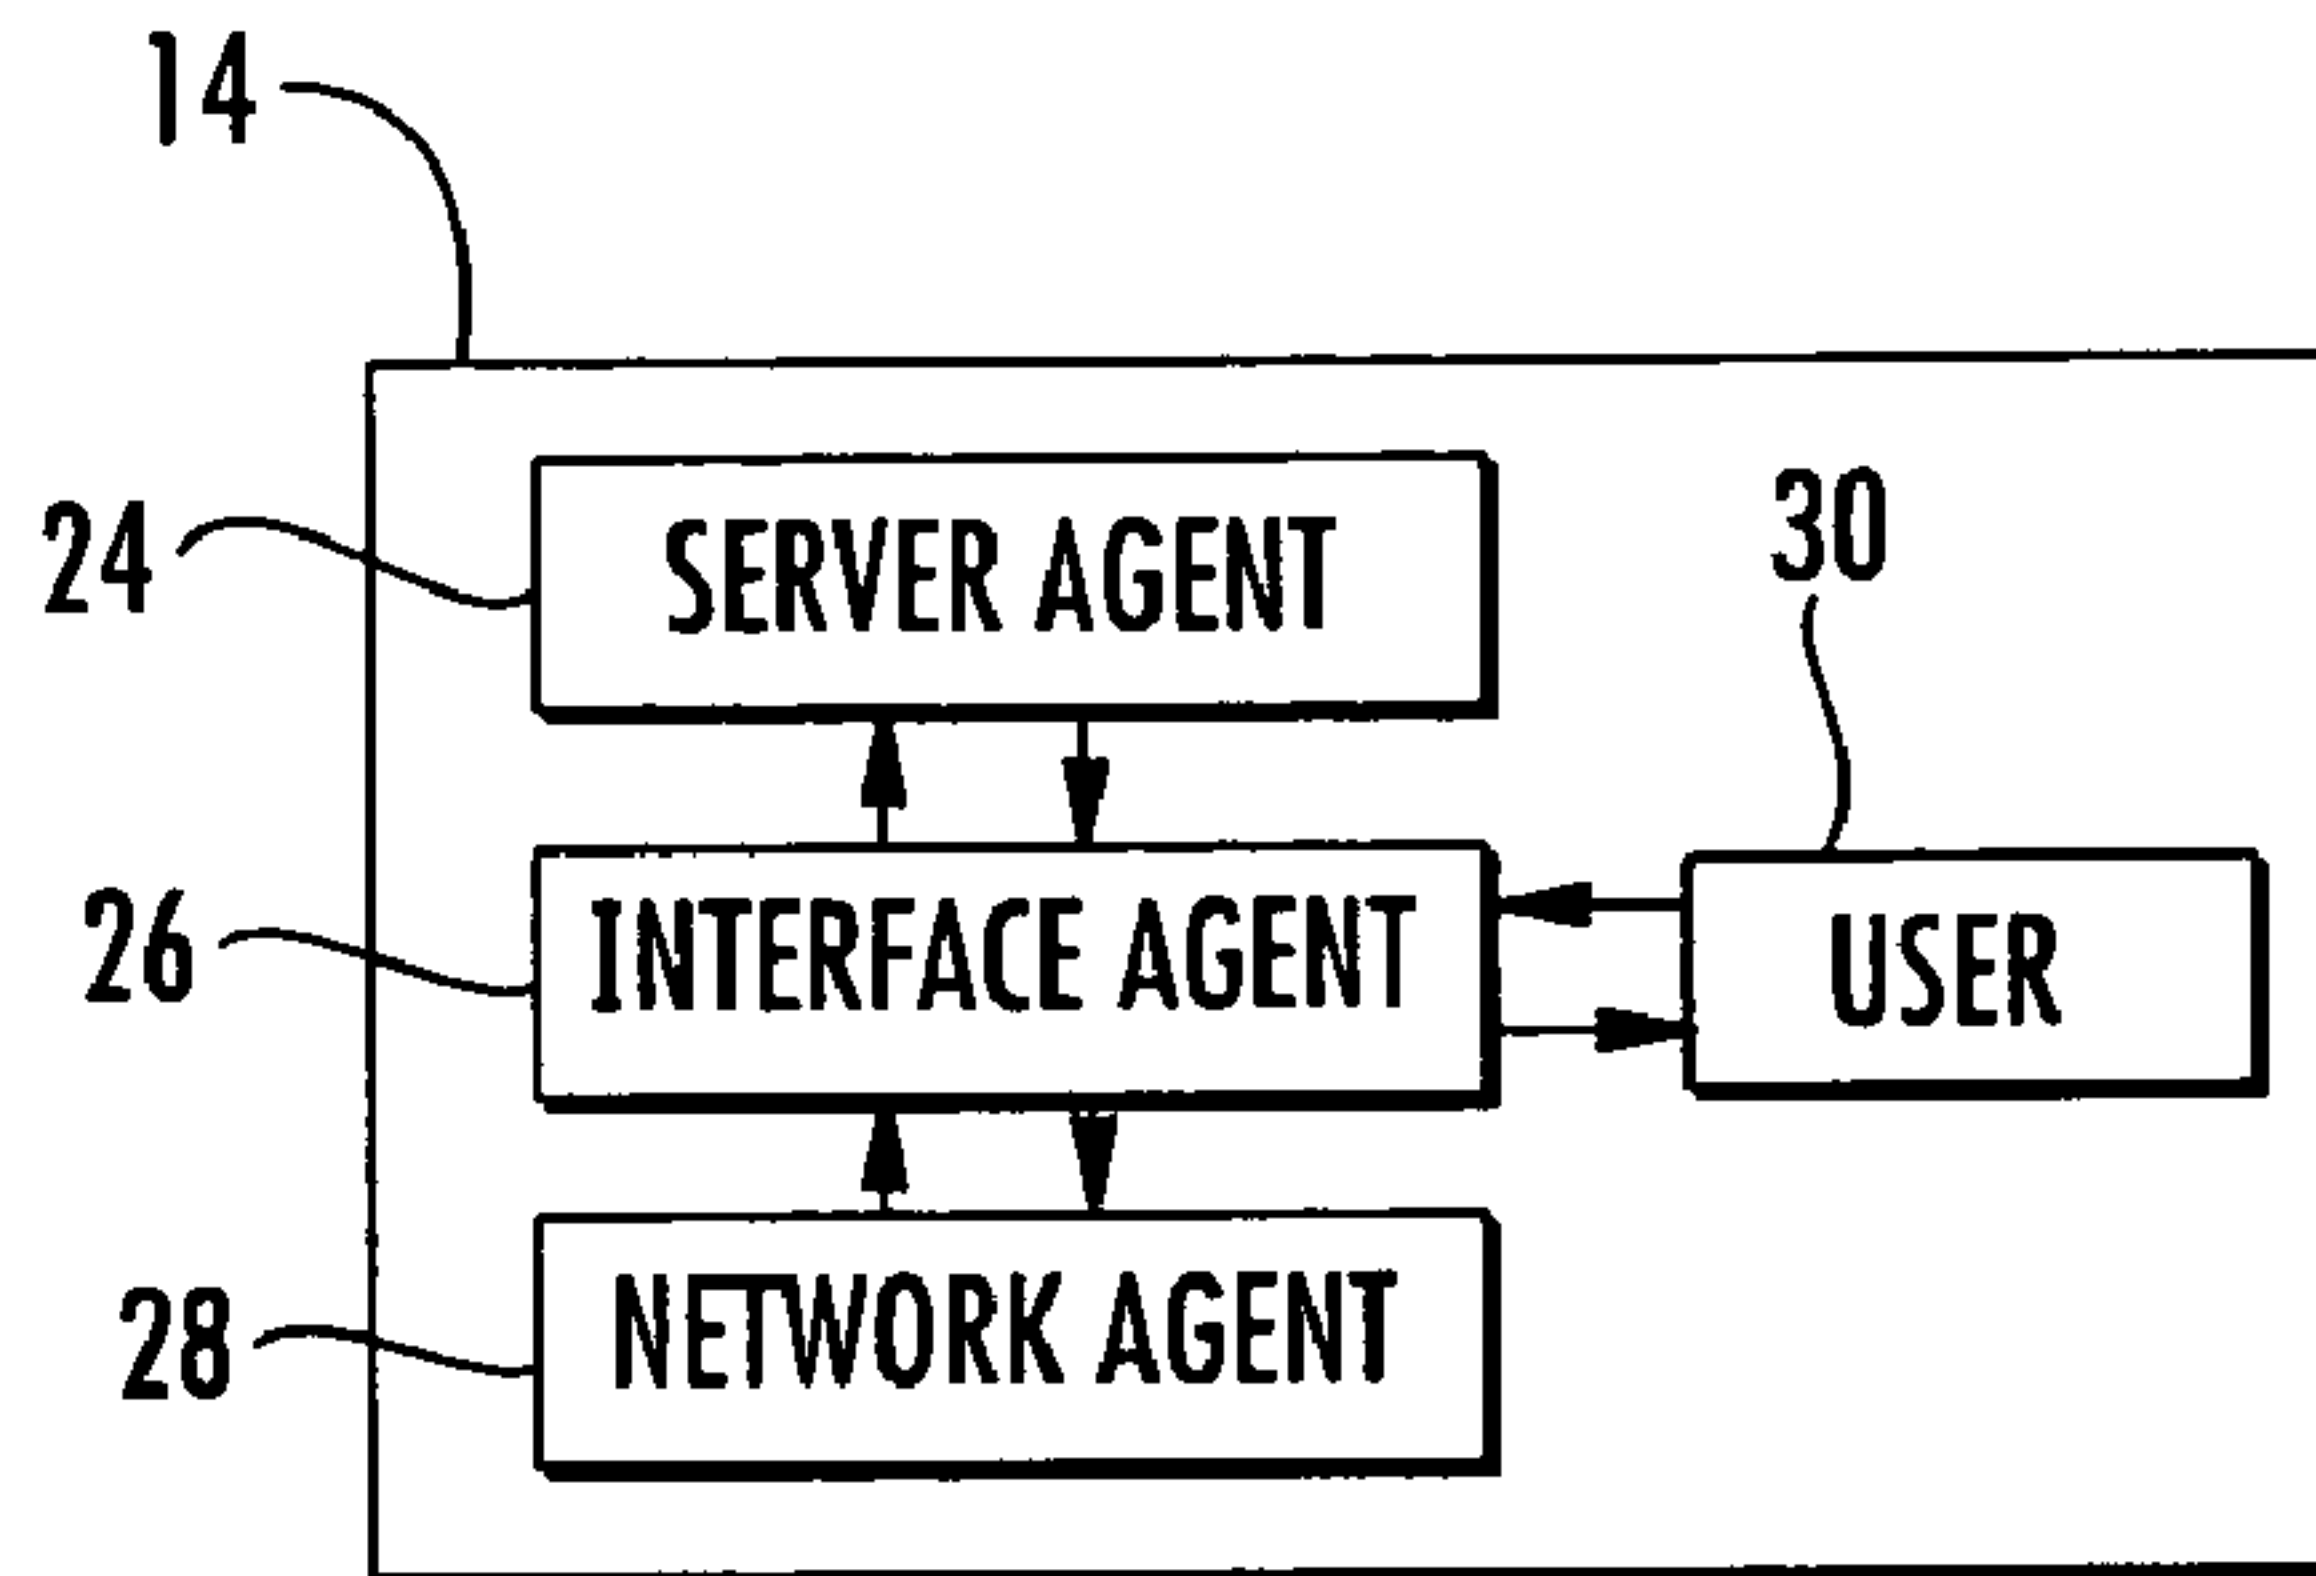 14
24
SERVER AGENT
30
26
INTERFACE AGENT
USER
28
NETWORK AGENT